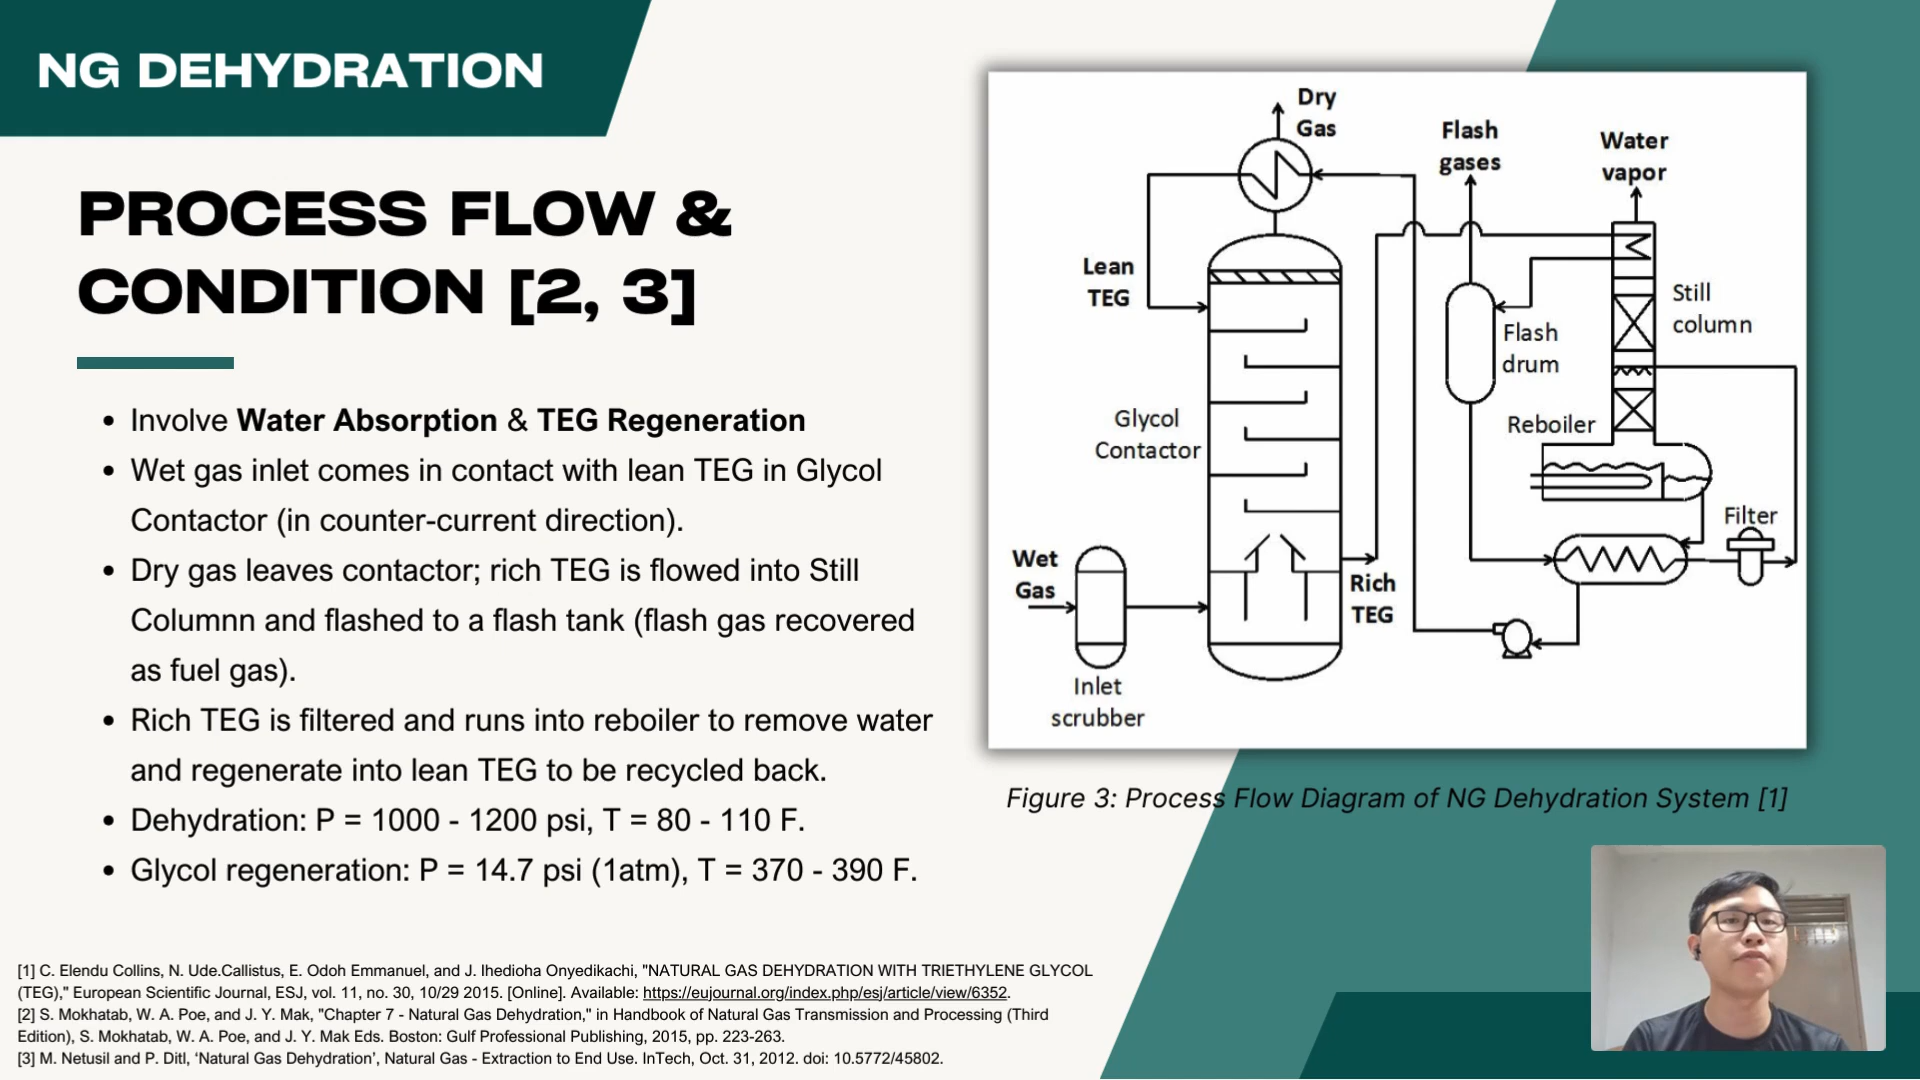 NG DEHYDRATION
PROCESS FLOW &
CONDITION [2, 3]
• Involve Water Absorption & TEG Regeneration
• Wet gas inlet comes in contact with lean TEG in Glycol
Contactor (in counter-current direction).
• Dry gas leaves contactor; rich TEG is flowed into Still
Columnn and flashed to a flash tank (flash gas recovered
as fuel gas).
• Rich TEG is filtered and runs into reboiler to remove water
and regenerate into lean TEG to be recycled back.
• Dehydration: P = 1000 - 1200 psi, T = 80 - 110 F.
• Glycol regeneration: P = 14.7 psi (1atm), T = 370 - 390 F.
Dry
Gas
Flash
gases
Water
vapor
Lean
TEG
Still
column
Flash
drum
Glycol
Contactor
Reboiler
Filter
Wet
Gas
Rich
TEG
Inlet
scrubber
Figure 3: Process Flow Diagram of NG Dehydration System [1]
[1] C. Elendu Collins, N. Ude.Callistus, E. Odoh Emmanuel, and J. Ihedioha Onyedikachi, "NATURAL GAS DEHYDRATION WITH TRIETHYLENE GLYCOL
(TEG)," European Scientific Journal, ESJ, vol. 11, no. 30, 10/29 2015. [Online]. Available: https://eujournal.org/index.php/esj/article/view/6352.
[2] S. Mokhatab, W. A. Poe, and J. Y. Mak, "Chapter 7 - Natural Gas Dehydration," in Handbook of Natural Gas Transmission and Processing (Third
Edition), S. Mokhatab, W. A. Poe, and J. Y. Mak Eds. Boston: Gulf Professional Publishing, 2015, pp. 223-263.
[3] M. Netusil and P. Ditl, ‘Natural Gas Dehydration’, Natural Gas - Extraction to End Use. InTech, Oct. 31, 2012. doi: 10.5772/45802.